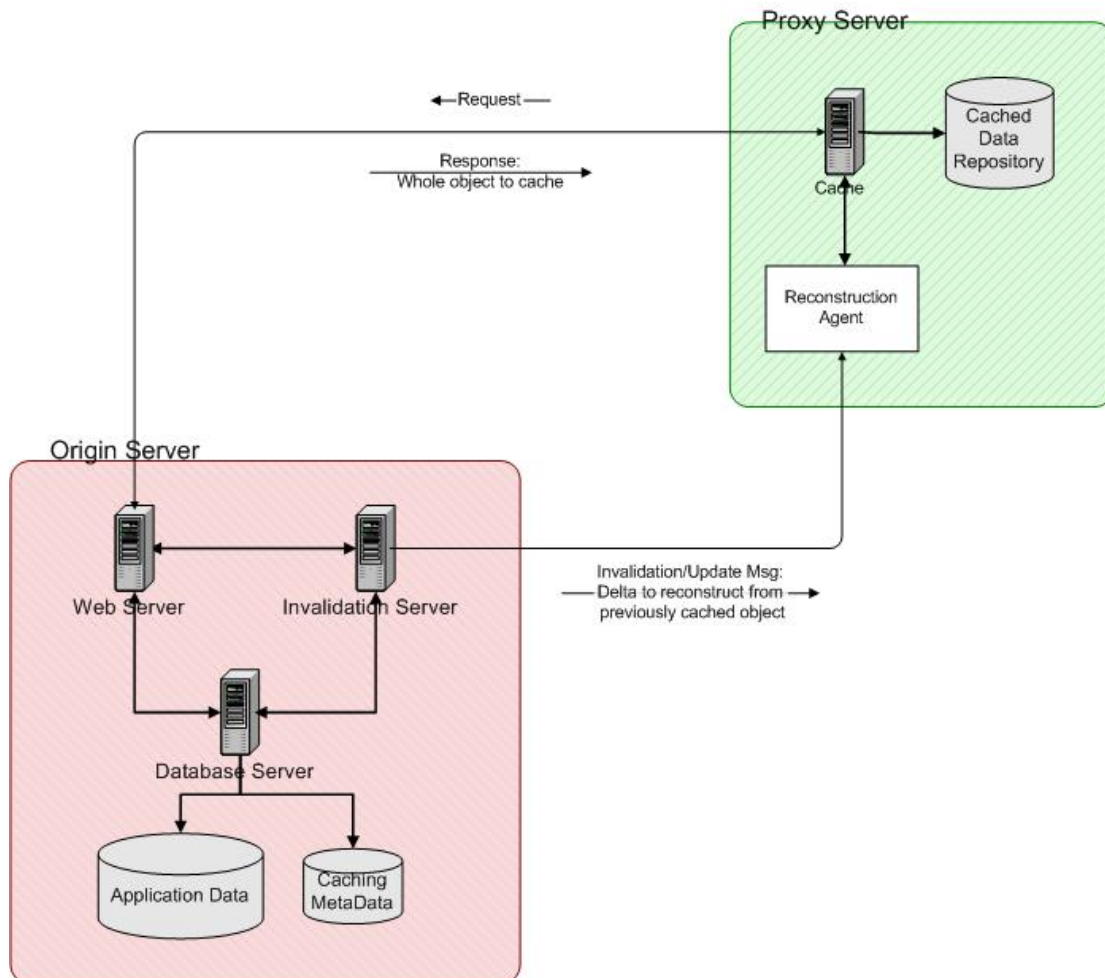 Proxy Server
Request
Response:
Whole object to cache
Cached
Data
Repository
Cache
Reconstruction
Agent
Origin Server
Web Server
Invalidation Server
Invalidation/Update Msg:
Delta to reconstruct from
previously cached object
Database Server
Application Data
Caching
MetaData